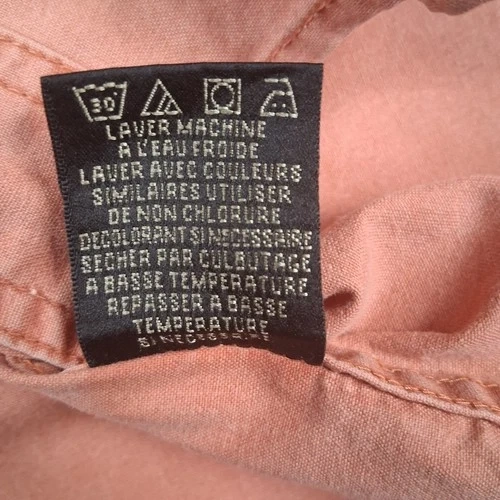 30°
LAVER MACHINE
A L'EAU FROIDE
LAVER AVEC COULEURS
SIMILAIRES UTILISER
DE NON CHLORURE
DECOLORANT SI NECESSAIRE
SECHER PAR CULBUTAGE
A BASSE TEMPERATURE
REPASSER A BASSE
TEMPERATURE
SI NECESSAIRE